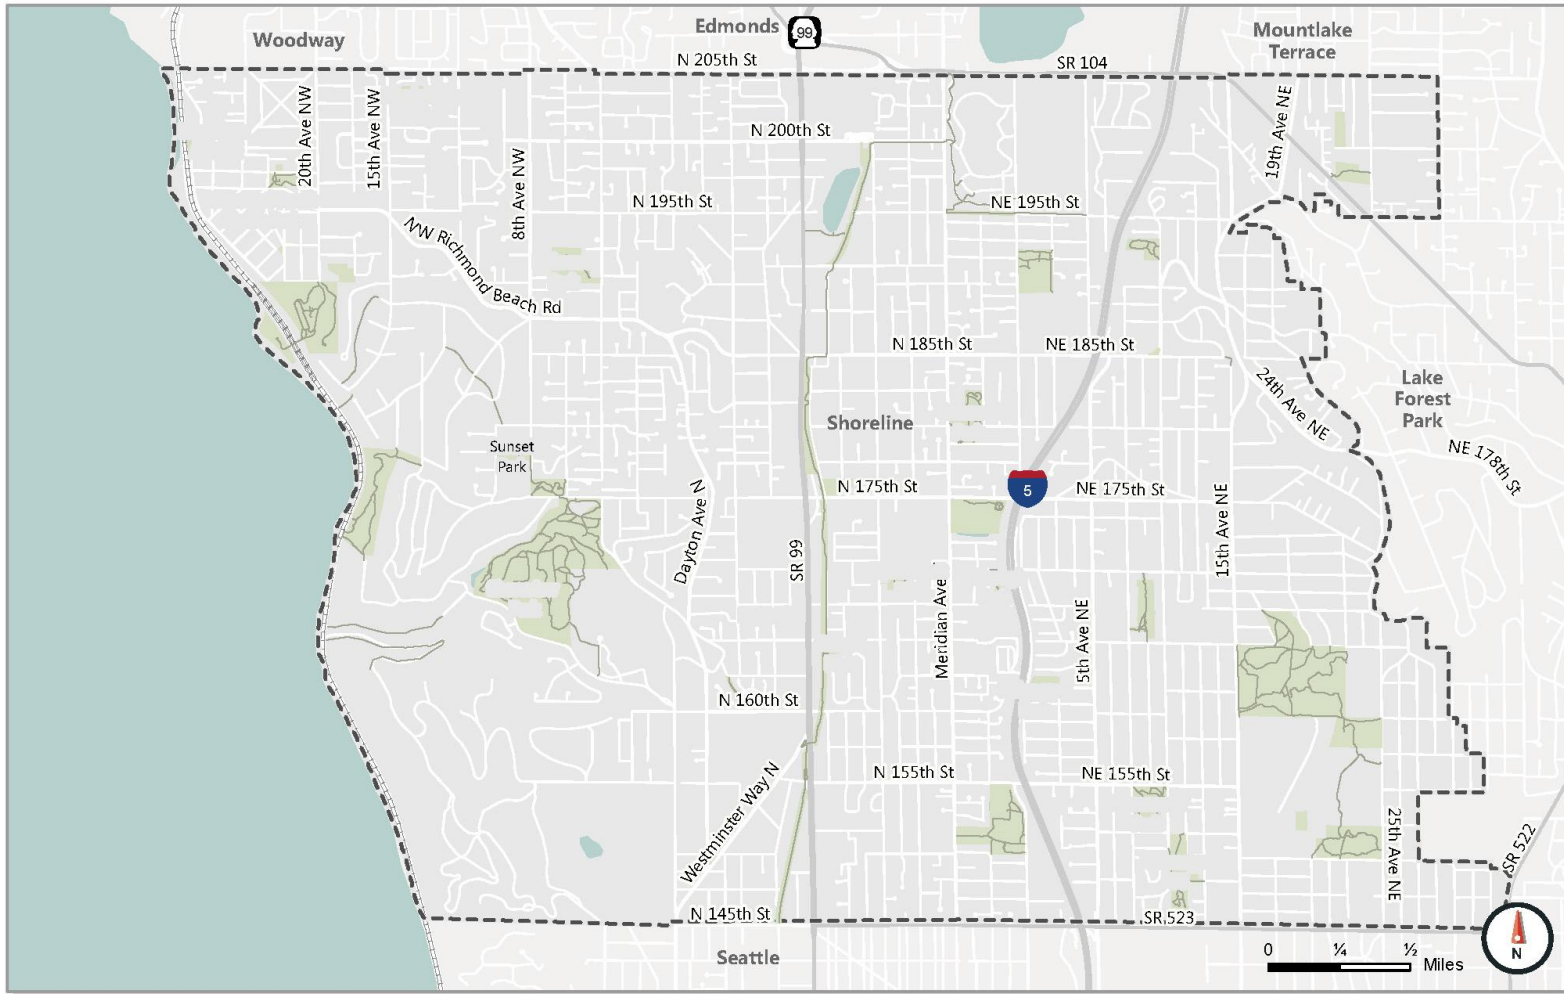 Woodway
Edmonds
99
Mountlake
Terrace
N 205th St
SR 104
20th Ave NW
15th Ave NW
8th Ave NW
N 200th St
19th Ave NE
N 195th St
NE 195th St
NW Richmond Beach Rd
N 185th St
NE 185th St
24th Ave NE
Lake
Forest
Park
Shoreline
Sunset
Park
NE 178th St
N 175th St
5
NE 175th St
Dayton Ave N
SR 99
15th Ave NE
Meridian Ave
5th Ave NE
N 160th St
N 155th St
NE 155th St
Westminster Way N
25th Ave NE
SR 522
N 145th St
SR 523
Seattle
0 ¼ ½
Miles
N